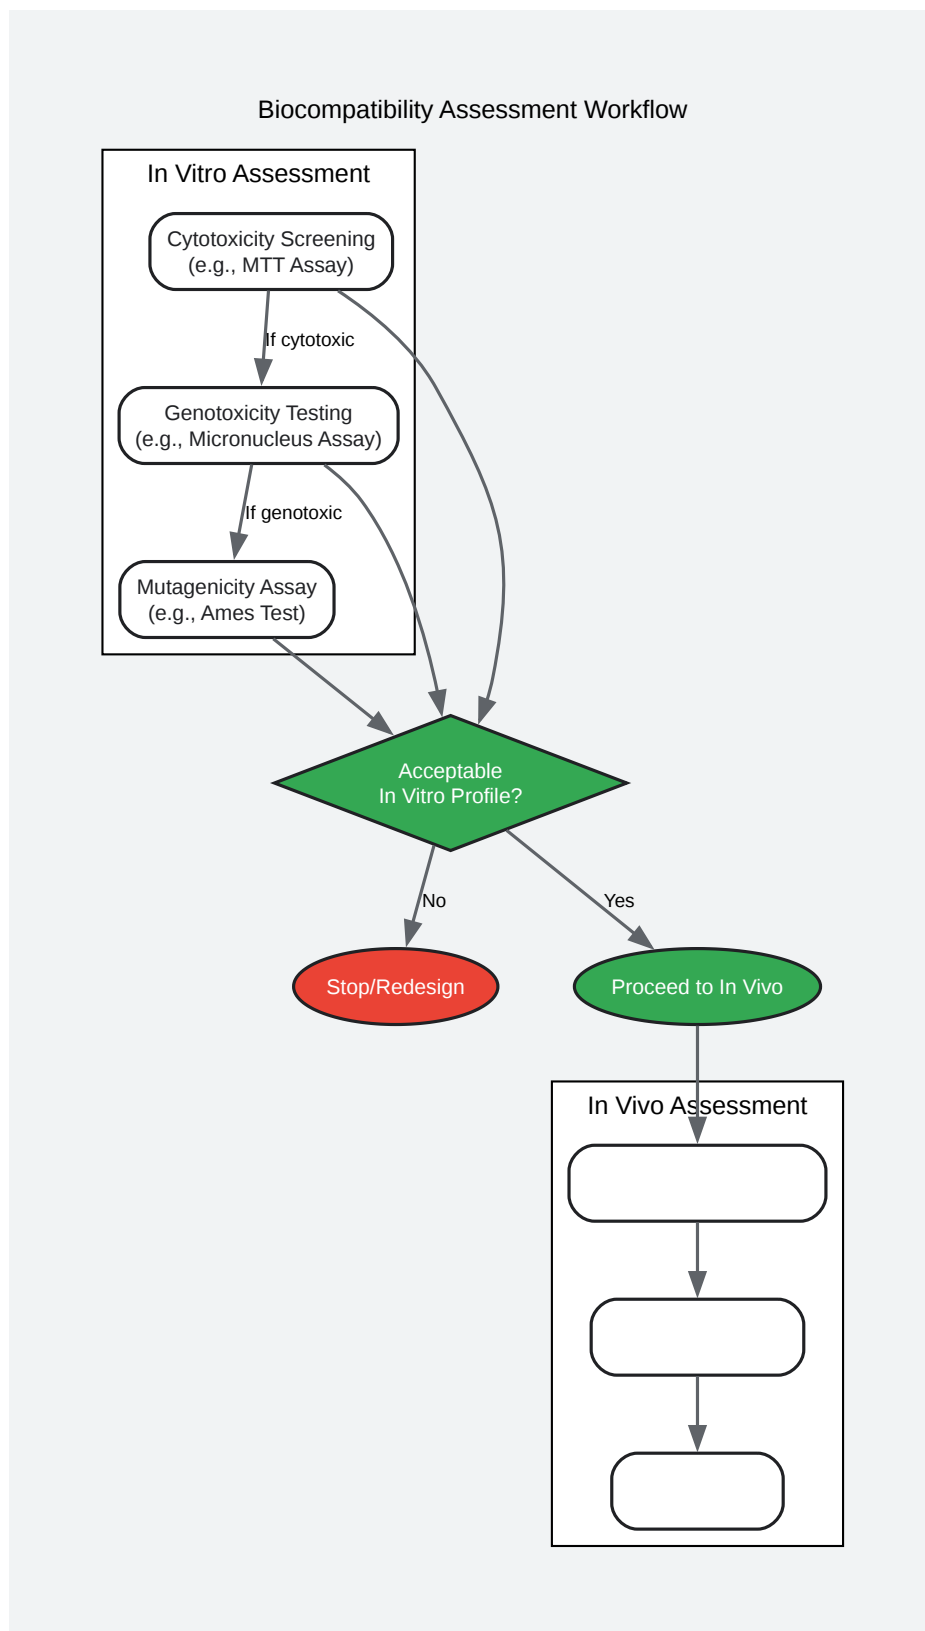 Biocompatibility Assessment Workflow
In Vitro Assessment
Cytotoxicity Screening
(e.g., MTT Assay)
If cytotoxic
Genotoxicity Testing
(e.g., Micronucleus Assay)
If genotoxic
Mutagenicity Assay
(e.g., Ames Test)
Acceptable
In Vitro Profile?
No
Yes
Stop/Redesign
Proceed to In Vivo
In Vivo Assessment